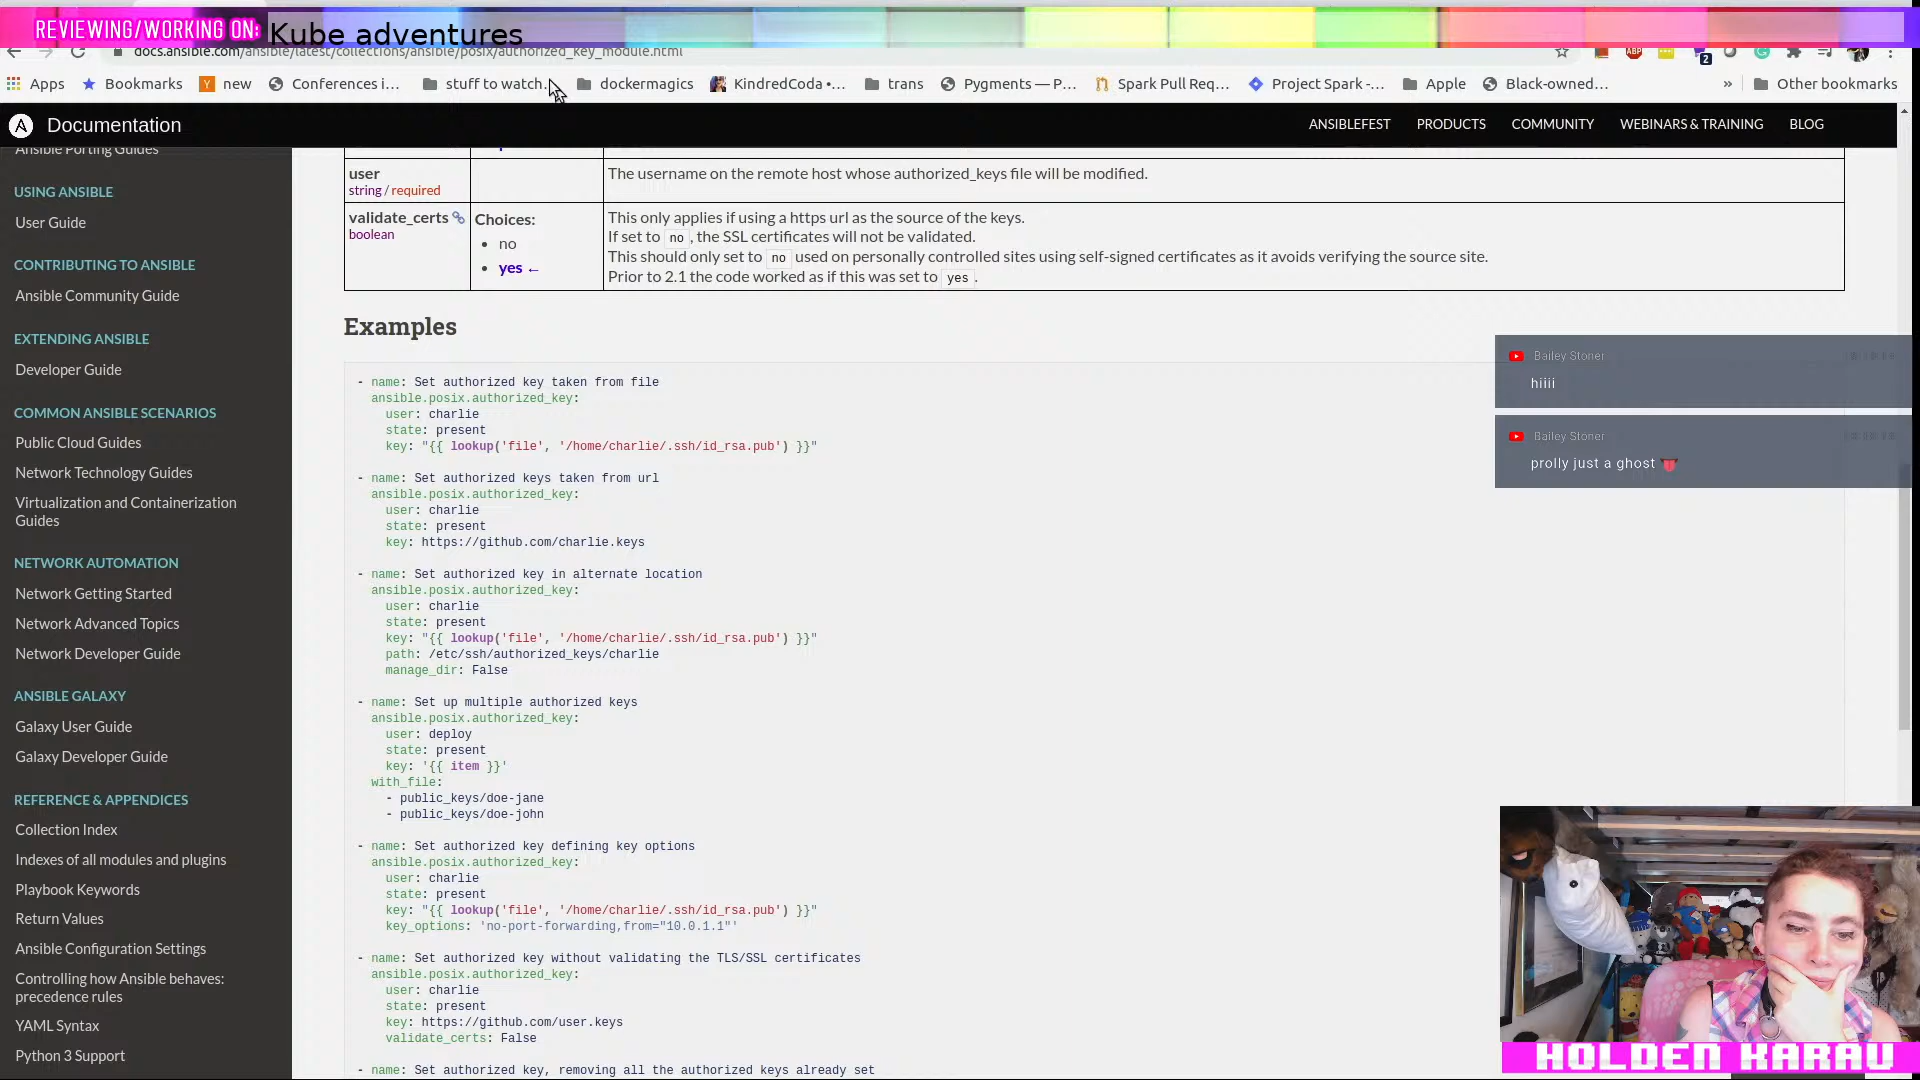 REVIEWING/WORKING ON: Kube adventures
docs.ansible.com/ansible/latest/collections/ansible/posix/authorized_key_module.html
Apps
Bookmarks
new
Conferences i...
stuff to watch...
dockermagics
KindredCoda •...
trans
Pygments — P...
Spark Pull Req...
Project Spark -...
Apple
Black-owned...
»
Other bookmarks
Documentation
ANSIBLEFEST
PRODUCTS
COMMUNITY
WEBINARS & TRAINING
BLOG
Ansible Porting Guides
USING ANSIBLE
User Guide
CONTRIBUTING TO ANSIBLE
Ansible Community Guide
EXTENDING ANSIBLE
Developer Guide
COMMON ANSIBLE SCENARIOS
Public Cloud Guides
Network Technology Guides
Virtualization and Containerization
Guides
NETWORK AUTOMATION
Network Getting Started
Network Advanced Topics
Network Developer Guide
ANSIBLE GALAXY
Galaxy User Guide
Galaxy Developer Guide
REFERENCE & APPENDICES
Collection Index
Indexes of all modules and plugins
Playbook Keywords
Return Values
Ansible Configuration Settings
Controlling how Ansible behaves:
precedence rules
YAML Syntax
Python 3 Support
user
string / required
The username on the remote host whose authorized_keys file will be modified.
validate_certs
boolean
Choices:
• no
• yes ←
This only applies if using a https url as the source of the keys.
If set to no, the SSL certificates will not be validated.
This should only set to no used on personally controlled sites using self-signed certificates as it avoids verifying the source site.
Prior to 2.1 the code worked as if this was set to yes.
Examples
- name: Set authorized key taken from file
ansible.posix.authorized_key:
user: charlie
state: present
key: "{{ lookup('file', '/home/charlie/.ssh/id_rsa.pub') }}"
- name: Set authorized keys taken from url
ansible.posix.authorized_key:
user: charlie
state: present
key: https://github.com/charlie.keys
- name: Set authorized key in alternate location
ansible.posix.authorized_key:
user: charlie
state: present
key: "{{ lookup('file', '/home/charlie/.ssh/id_rsa.pub') }}"
path: /etc/ssh/authorized_keys/charlie
manage_dir: False
- name: Set up multiple authorized keys
ansible.posix.authorized_key:
user: deploy
state: present
key: '{{ item }}'
with_file:
- public_keys/doe-jane
- public_keys/doe-john
- name: Set authorized key defining key options
ansible.posix.authorized_key:
user: charlie
state: present
key: "{{ lookup('file', '/home/charlie/.ssh/id_rsa.pub') }}"
key_options: 'no-port-forwarding,from="10.0.1.1"'
- name: Set authorized key without validating the TLS/SSL certificates
ansible.posix.authorized_key:
user: charlie
state: present
key: https://github.com/user.keys
validate_certs: False
- name: Set authorized key, removing all the authorized keys already set
Bailey Stoner
hiiii
Bailey Stoner
prolly just a ghost
HOLDEN KARAU